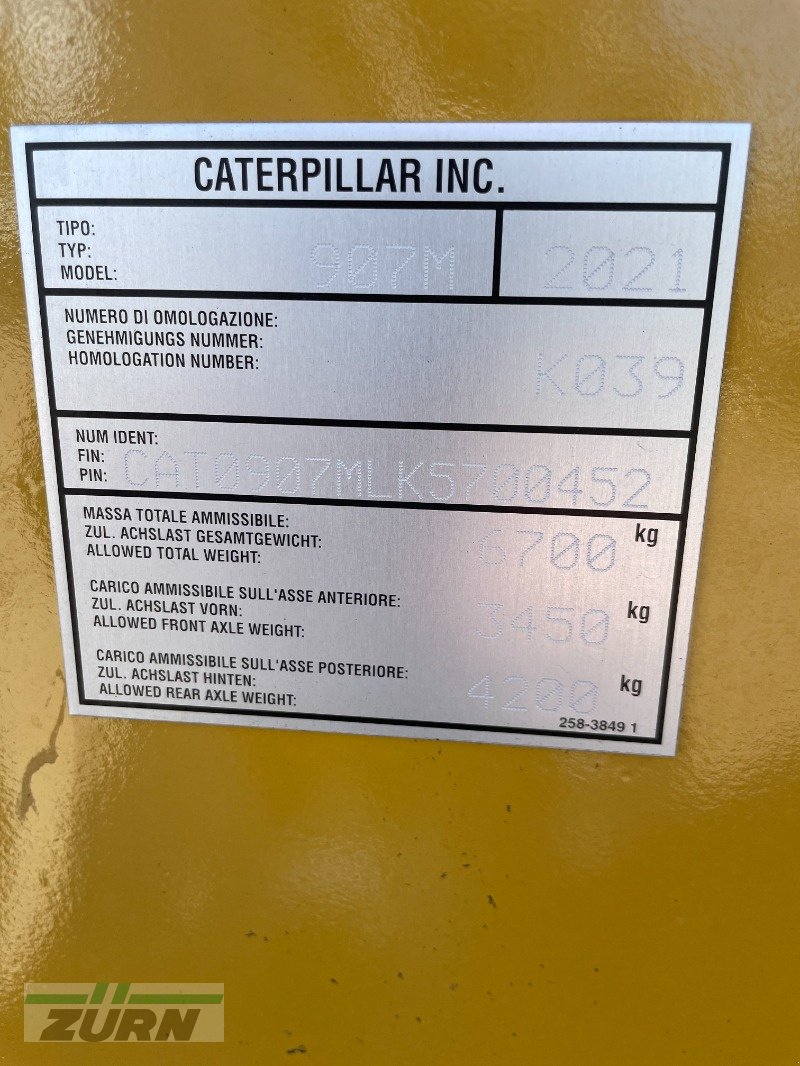 CATERPILLAR INC.
TIPO:
TYP:
MODEL: 907M 2021
NUMERO DI OMOLOGAZIONE:
GENEHMIGUNGS NUMMER:
HOMOLOGATION NUMBER: K039
NUM IDENT:
FIN:
PIN: CAT0907MLK5700452
MASSA TOTALE AMMISSIBILE:
ZUL. ACHSLAST GESAMTGEWICHT:
ALLOWED TOTAL WEIGHT: 6700 kg
CARICO AMMISSIBILE SULL'ASSE ANTERIORE:
ZUL. ACHSLAST VORN:
ALLOWED FRONT AXLE WEIGHT: 3450 kg
CARICO AMMISSIBILE SULL'ASSE POSTERIORE:
ZUL. ACHSLAST HINTEN:
ALLOWED REAR AXLE WEIGHT: 4200 kg
258-3849 1
ZÜRN